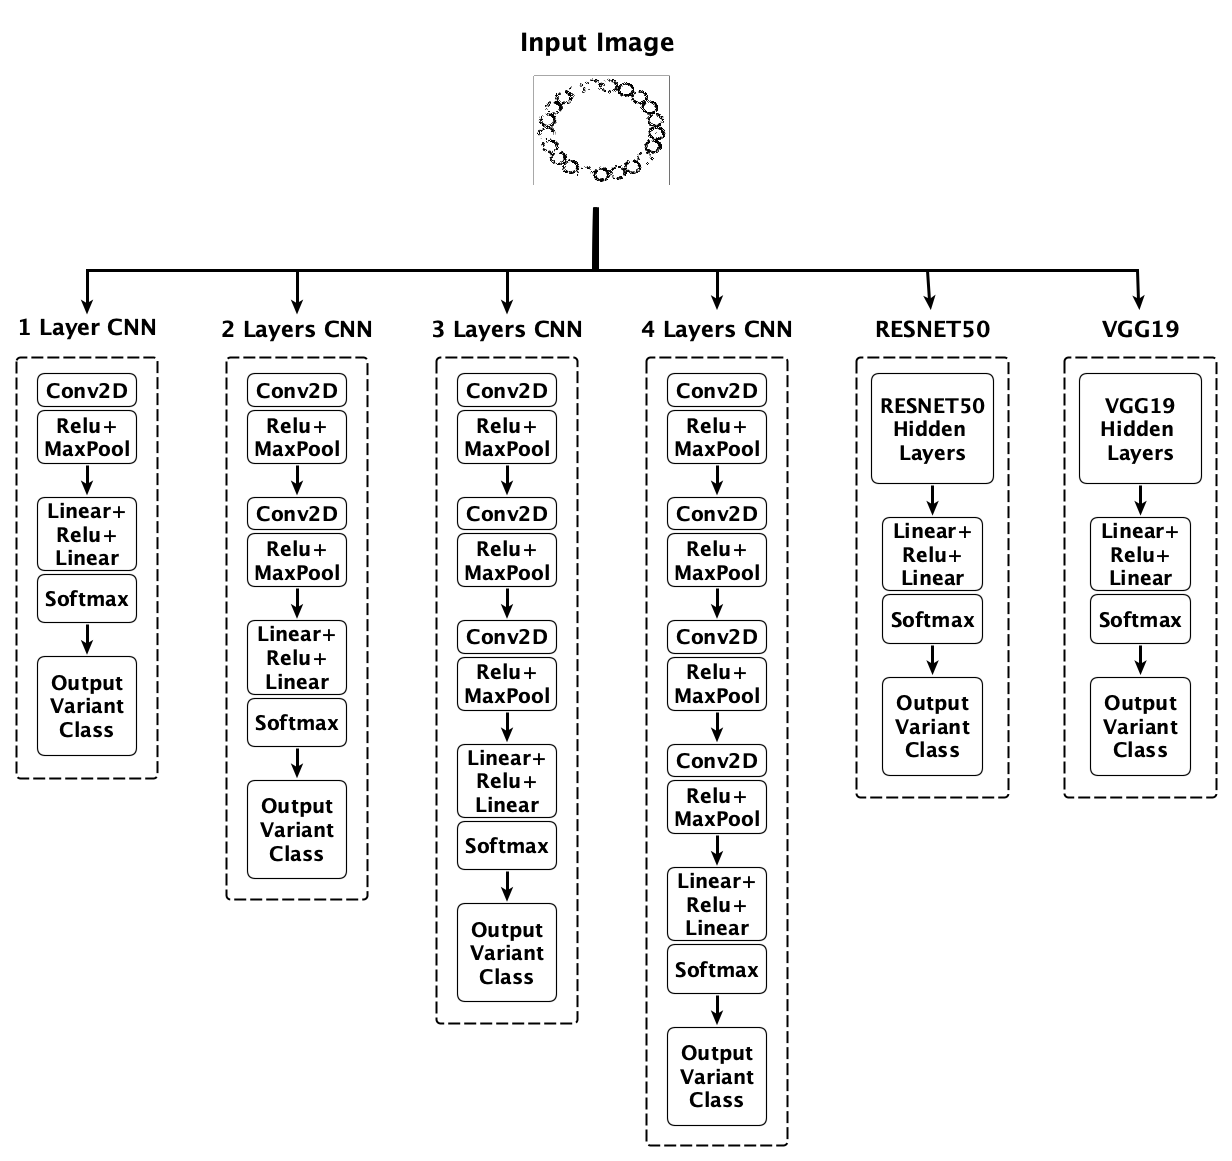 Input Image
1 Layer CNN
Conv2D
Relu+
MaxPool
Linear+
Relu+
Linear
Softmax
Output
Variant
Class
2 Layers CNN
Conv2D
Relu+
MaxPool
Conv2D
Relu+
MaxPool
Linear+
Relu+
Linear
Softmax
Output
Variant
Class
3 Layers CNN
Conv2D
Relu+
MaxPool
Conv2D
Relu+
MaxPool
Conv2D
Relu+
MaxPool
Linear+
Relu+
Linear
Softmax
Output
Variant
Class
4 Layers CNN
Conv2D
Relu+
MaxPool
Conv2D
Relu+
MaxPool
Conv2D
Relu+
MaxPool
Conv2D
Relu+
MaxPool
Linear+
Relu+
Linear
Softmax
Output
Variant
Class
RESNET50
RESNET50
Hidden
Layers
Linear+
Relu+
Linear
Softmax
Output
Variant
Class
VGG19
VGG19
Hidden
Layers
Linear+
Relu+
Linear
Softmax
Output
Variant
Class